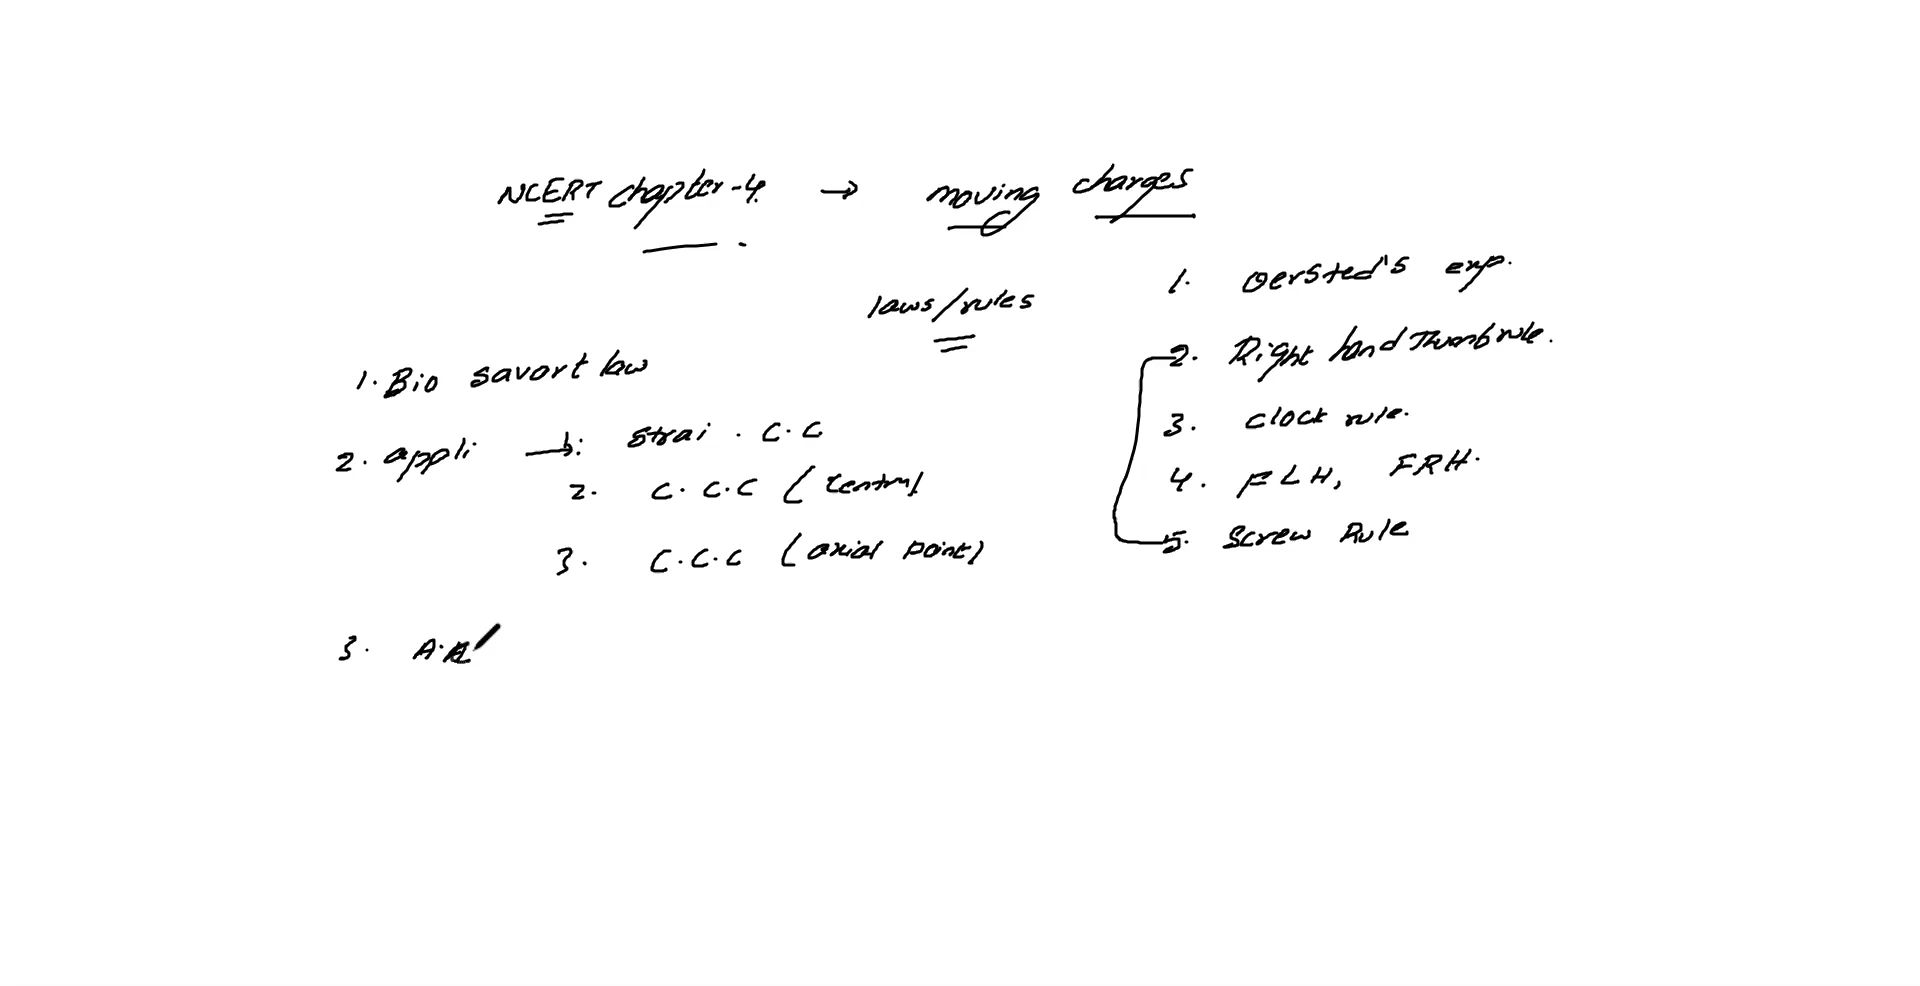 NCERT chapter-4 → moving charges
laws/rules
1. Bio savart law
2. appli → 1. strai . C.C
2. C.C.C (central
3. C.C.C (axial point)
3.
1. Oersted's exp.
2. Right hand Thumb rule.
3. clock rule.
4. FLH, FRH.
5. Screw Rule